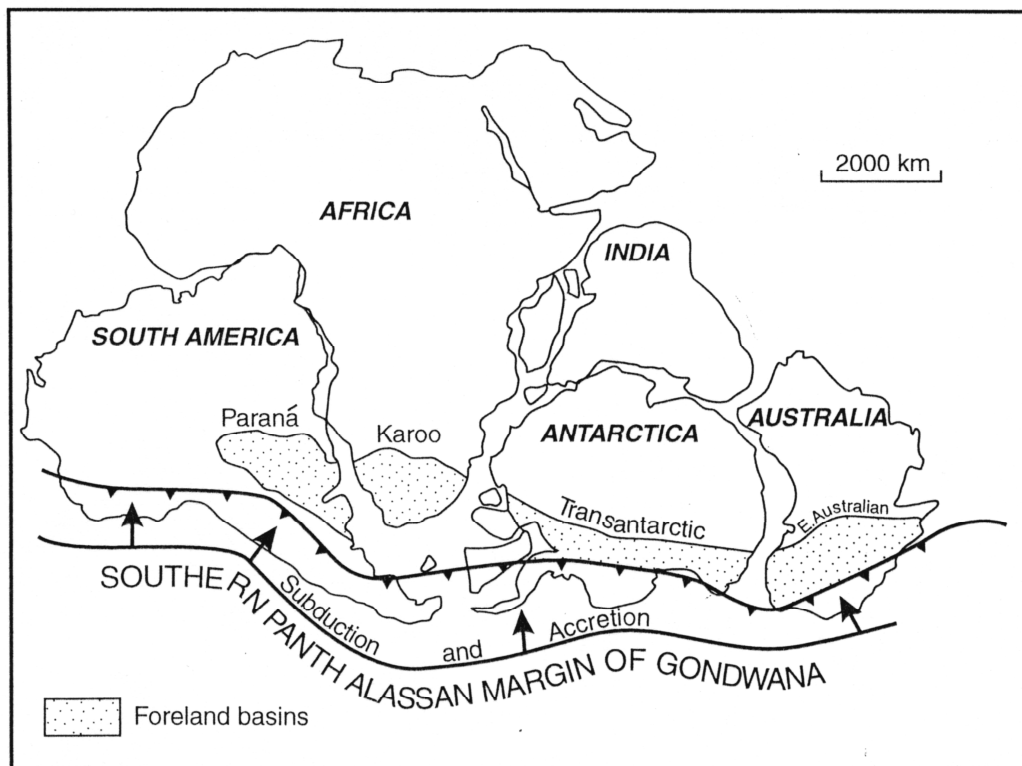 2000 km
AFRICA
INDIA
SOUTH AMERICA
Paraná
Karoo
ANTARCTICA
AUSTRALIA
Transantarctic
E. Australian
Subduction and Accretion
SOUTHERN PANTHALASSAN MARGIN OF GONDWANA
Foreland basins